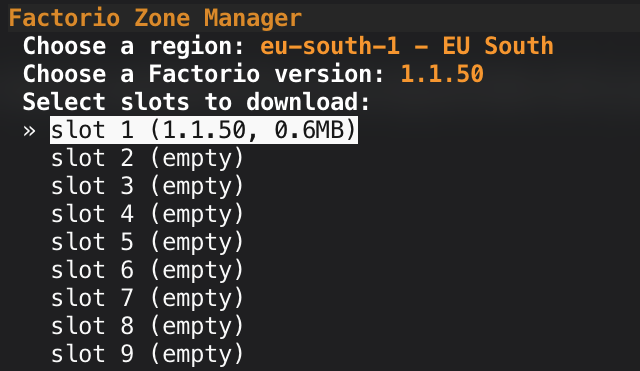 Factorio Zone Manager
Choose a region: eu-south-1 - EU South
Choose a Factorio version: 1.1.50
Select slots to download:
» slot 1 (1.1.50, 0.6MB)
slot 2 (empty)
slot 3 (empty)
slot 4 (empty)
slot 5 (empty)
slot 6 (empty)
slot 7 (empty)
slot 8 (empty)
slot 9 (empty)